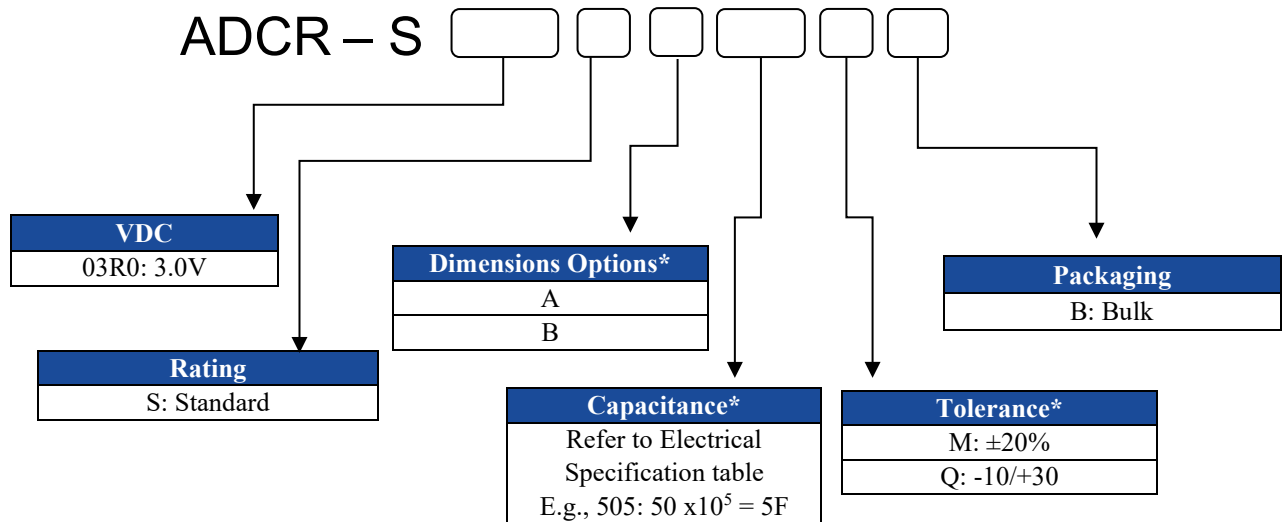 ADCR – S
VDC
03R0: 3.0V
Rating
S: Standard
Dimensions Options*
A
B
Capacitance*
Refer to Electrical
Specification table
E.g., 505: 50 x10⁵ = 5F
Tolerance*
M: ±20%
Q: -10/+30
Packaging
B: Bulk